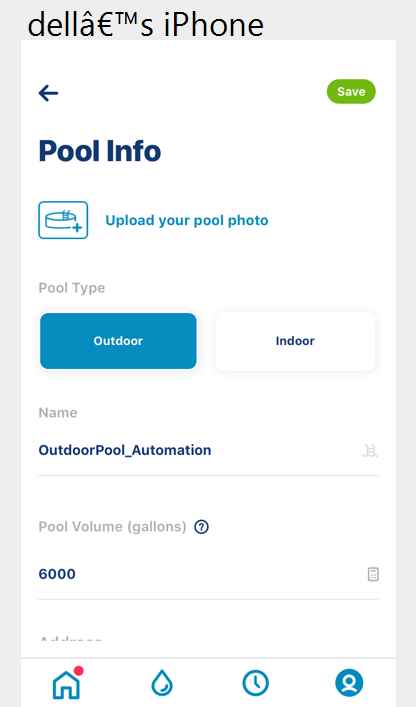 dellâ€™s iPhone
Save
Pool Info
Upload your pool photo
Pool Type
Outdoor
Indoor
Name
OutdoorPool_Automation
Pool Volume (gallons) ?
6000
Address